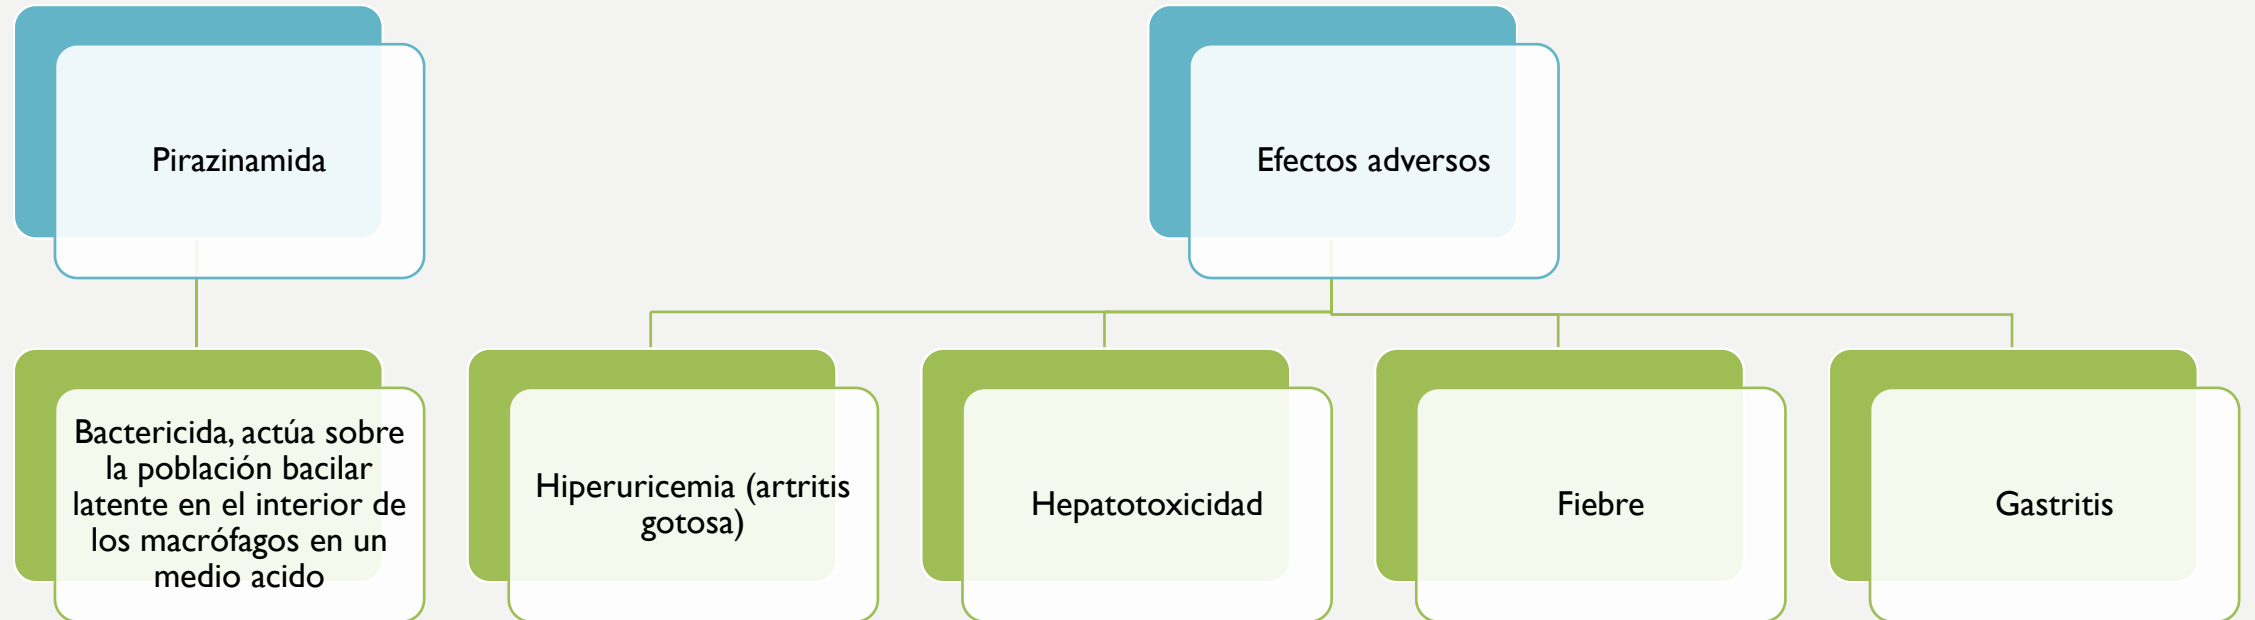 Pirazinamida
Efectos adversos
Bactericida, actúa sobre
la población bacilar
latente en el interior de
los macrófagos en un
medio acido
Hiperuricemia (artritis
gotosa)
Hepatotoxicidad
Fiebre
Gastritis